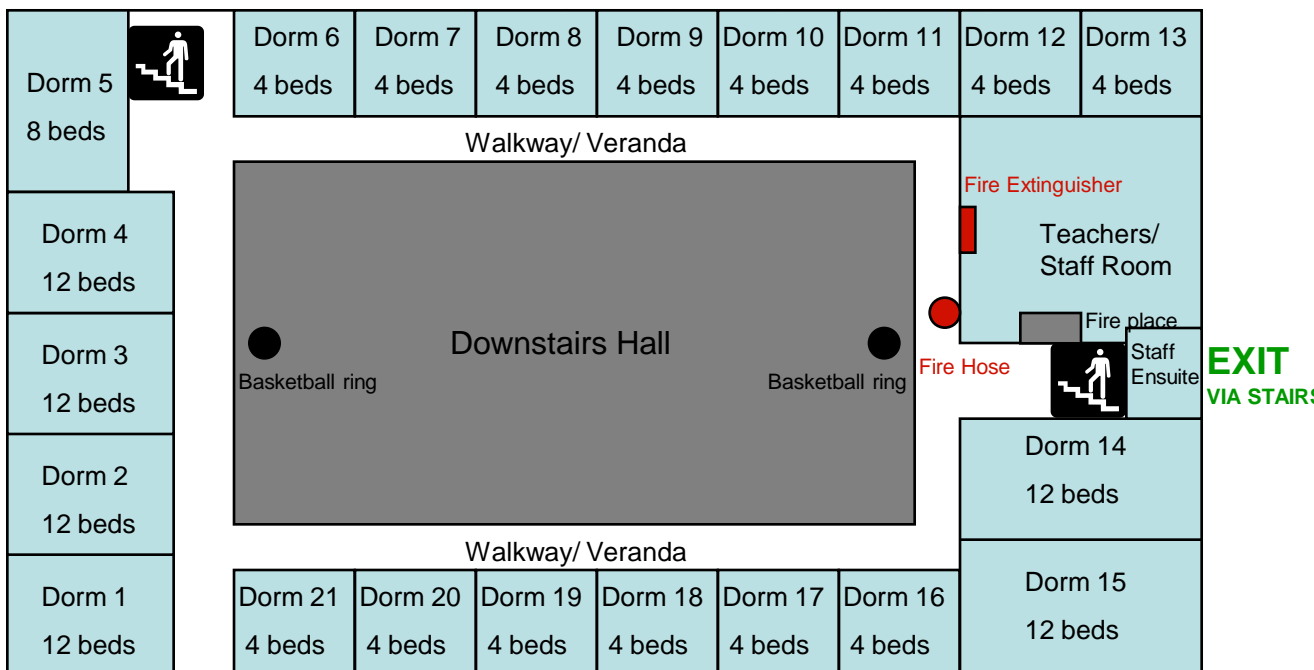 Dorm 5
8 beds
Dorm 6
4 beds
Dorm 7
4 beds
Dorm 8
4 beds
Dorm 9
4 beds
Dorm 10
4 beds
Dorm 11
4 beds
Dorm 12
4 beds
Dorm 13
4 beds
Walkway/ Veranda
Fire Extinguisher
Teachers/
Staff Room
Dorm 4
12 beds
Dorm 3
12 beds
Downstairs Hall
Basketball ring
Basketball ring
Fire Hose
Fire place
Staff
Ensuite
EXIT
VIA STAIRS
Dorm 2
12 beds
Dorm 14
12 beds
Walkway/ Veranda
Dorm 1
12 beds
Dorm 21
4 beds
Dorm 20
4 beds
Dorm 19
4 beds
Dorm 18
4 beds
Dorm 17
4 beds
Dorm 16
4 beds
Dorm 15
12 beds